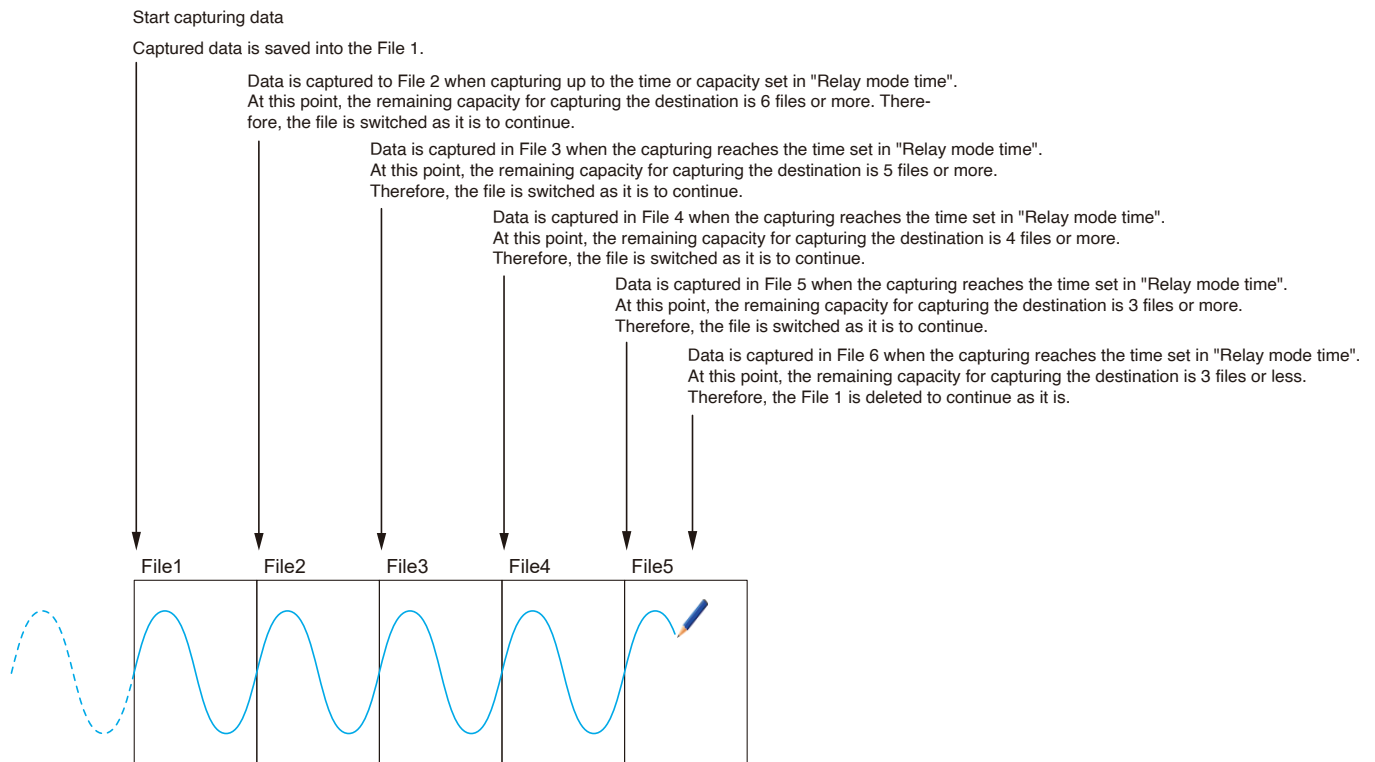 Start capturing data
Captured data is saved into the File 1.
Data is captured to File 2 when capturing up to the time or capacity set in "Relay mode time".
At this point, the remaining capacity for capturing the destination is 6 files or more. There-
fore, the file is switched as it is to continue.
Data is captured in File 3 when the capturing reaches the time set in "Relay mode time".
At this point, the remaining capacity for capturing the destination is 5 files or more.
Therefore, the file is switched as it is to continue.
Data is captured in File 4 when the capturing reaches the time set in "Relay mode time".
At this point, the remaining capacity for capturing the destination is 4 files or more.
Therefore, the file is switched as it is to continue.
Data is captured in File 5 when the capturing reaches the time set in "Relay mode time".
At this point, the remaining capacity for capturing the destination is 3 files or more.
Therefore, the file is switched as it is to continue.
Data is captured in File 6 when the capturing reaches the time set in "Relay mode time".
At this point, the remaining capacity for capturing the destination is 3 files or less.
Therefore, the File 1 is deleted to continue as it is.
File1 File2 File3 File4 File5